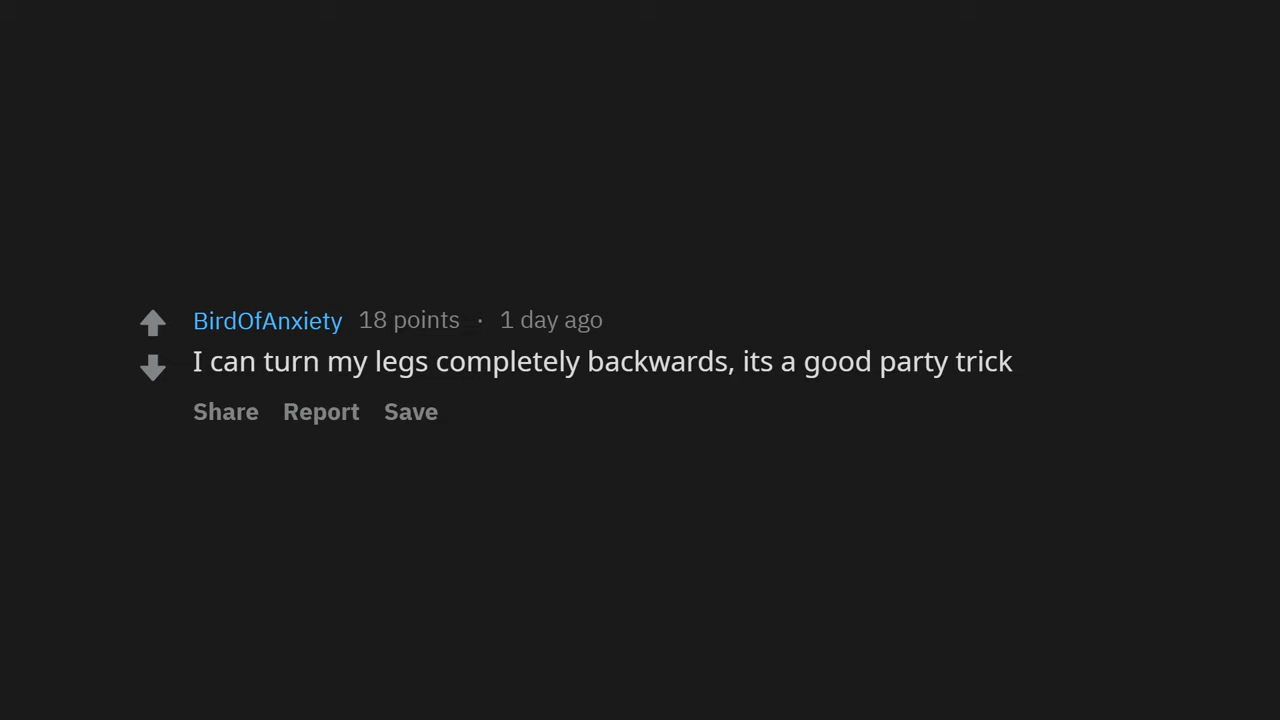 BirdOfAnxiety 18 points · 1 day ago
I can turn my legs completely backwards, its a good party trick
Share Report Save